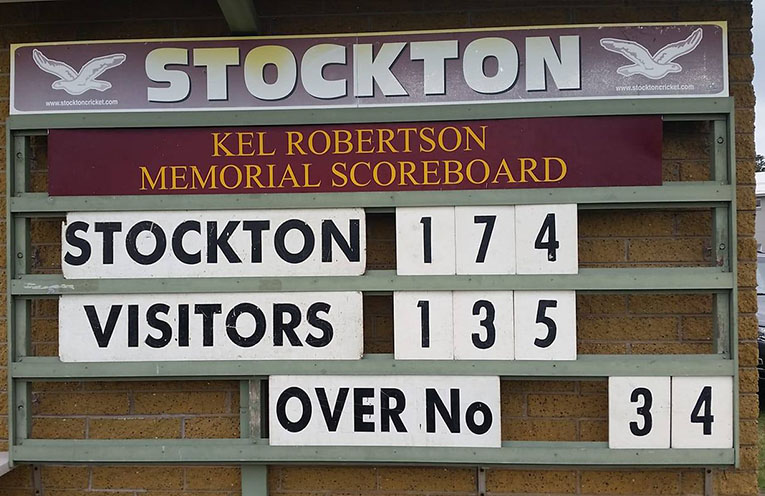 STOCKTON
www.stocktoncricket.com www.stocktoncricket.com
KEL ROBERTSON
MEMORIAL SCOREBOARD
STOCKTON 174
VISITORS 135
OVER No 34